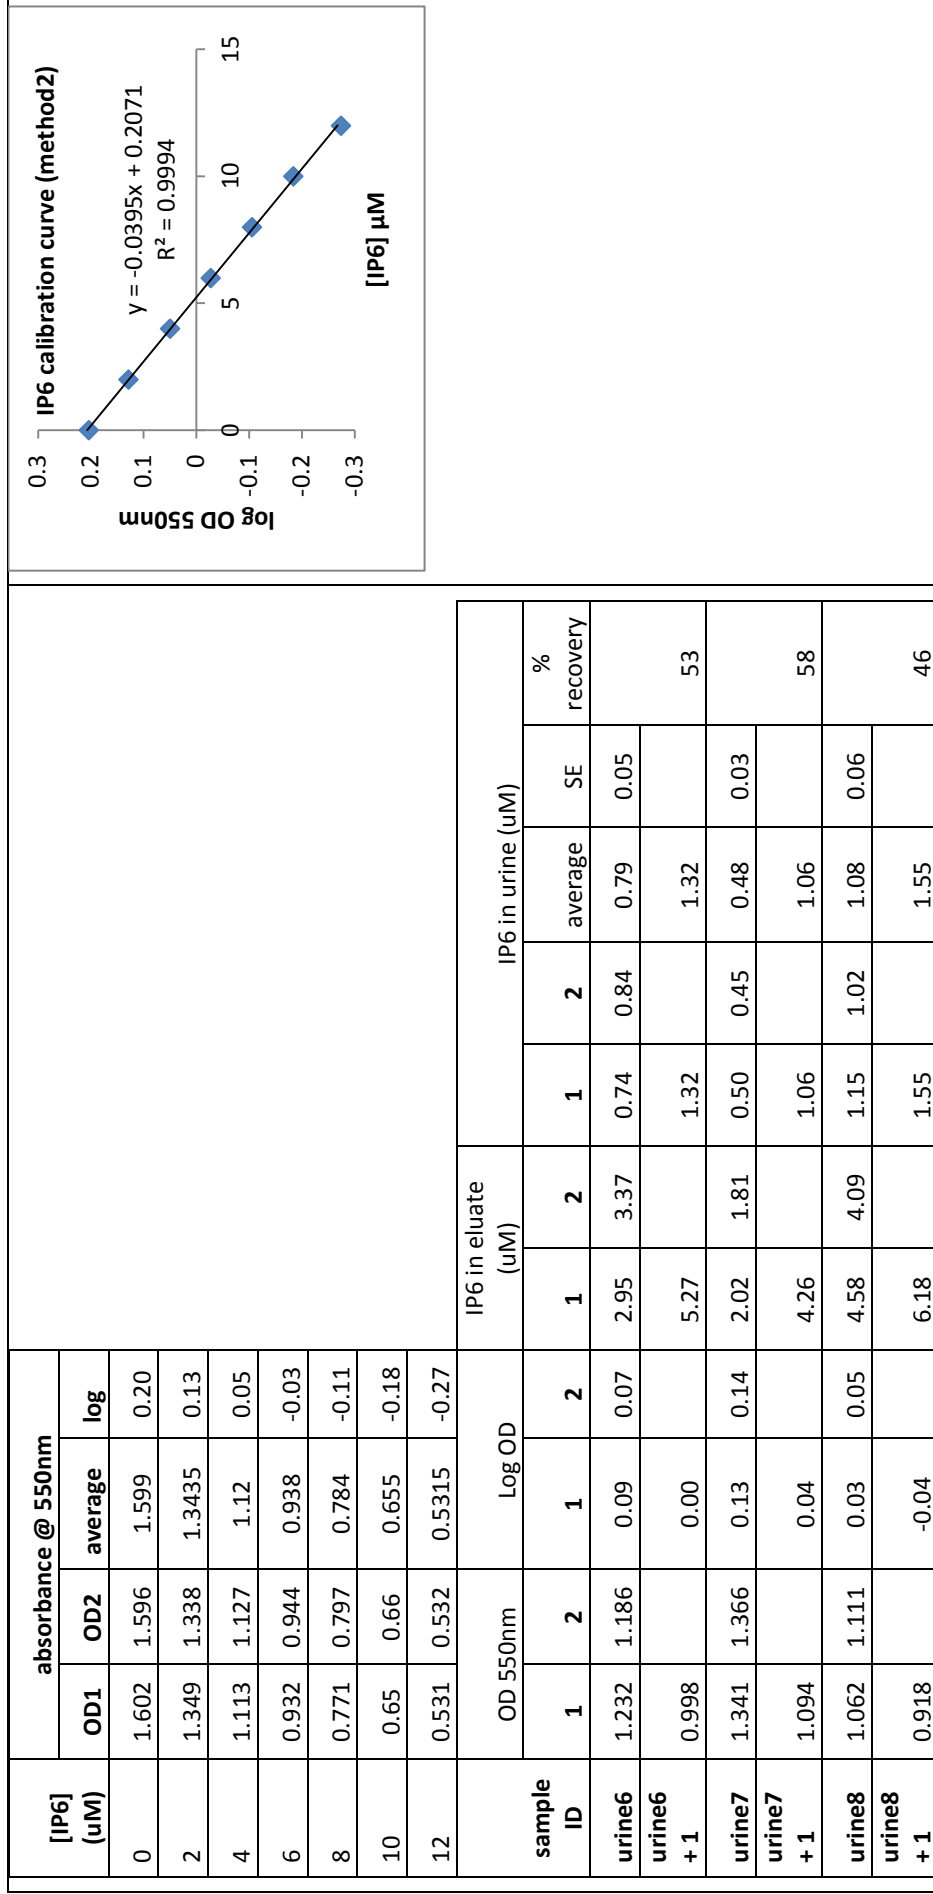 absorbance @ 550nm
[IP6] (uM) OD1 OD2 average log
0 1.602 1.596 1.599 0.20
2 1.349 1.338 1.3435 0.13
4 1.113 1.127 1.12 0.05
6 0.932 0.944 0.938 -0.03
8 0.771 0.797 0.784 -0.11
10 0.65 0.66 0.655 -0.18
12 0.531 0.532 0.5315 -0.27
OD 550nm Log OD IP6 in eluate (uM) IP6 in urine (uM)
sample ID 1 2 1 2 1 2 1 2 average SE % recovery
urine6 1.232 1.186 0.09 0.07 2.95 3.37 0.74 0.84 0.79 0.05
urine6 + 1 0.998 0.00 5.27 1.32 1.32 53
urine7 1.341 1.366 0.13 0.14 2.02 1.81 0.50 0.45 0.48 0.03
urine7 + 1 1.094 0.04 4.26 1.06 1.06 58
urine8 1.062 1.111 0.03 0.05 4.58 4.09 1.15 1.02 1.08 0.06
urine8 + 1 0.918 -0.04 6.18 1.55 1.55 46
IP6 calibration curve (method2)
y = -0.0395x + 0.2071
R² = 0.9994
log OD 550nm
0.3
0.2
0.1
0
-0.1
-0.2
-0.3
0 5 10 15
[IP6] µM